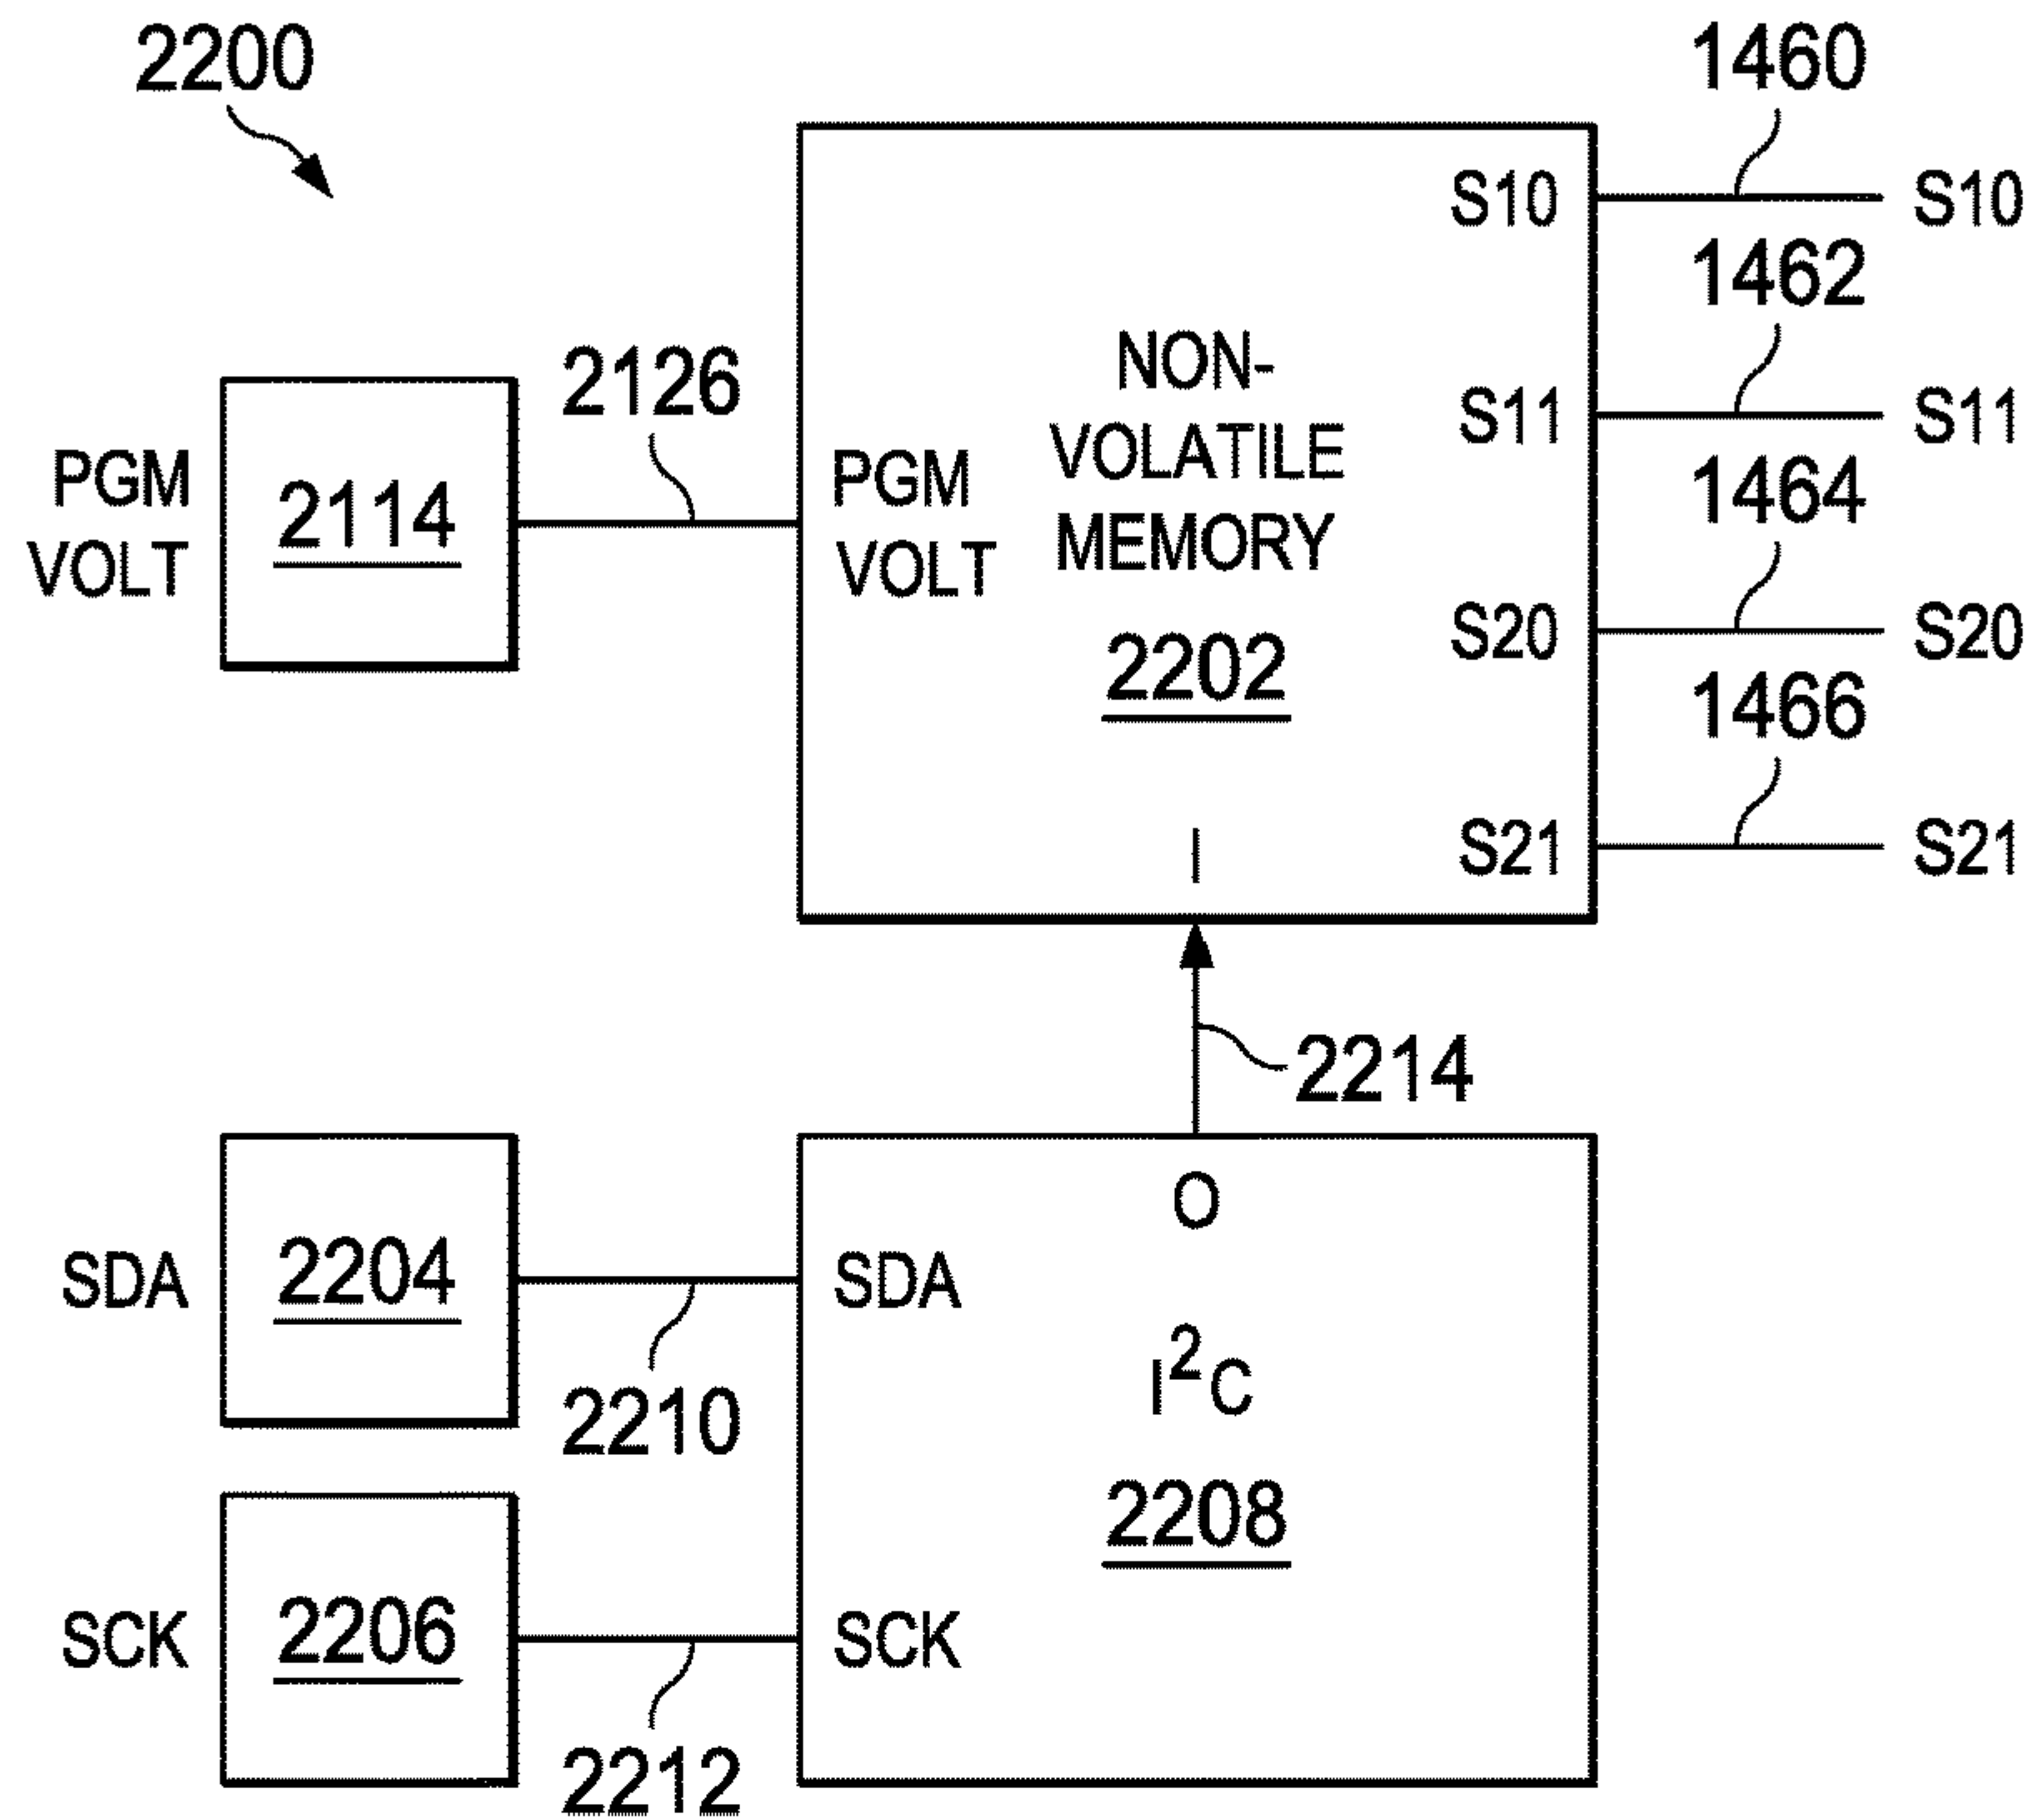 2200
1460
S10
S10
1462
NON-
VOLATILE
MEMORY
2202
2126
S11
S11
PGM
VOLT
2114
PGM
VOLT
1464
S20
S20
1466
I
S21
S21
2214
O
SDA
2204
SDA
I²C
2210
2208
SCK
2206
SCK
2212